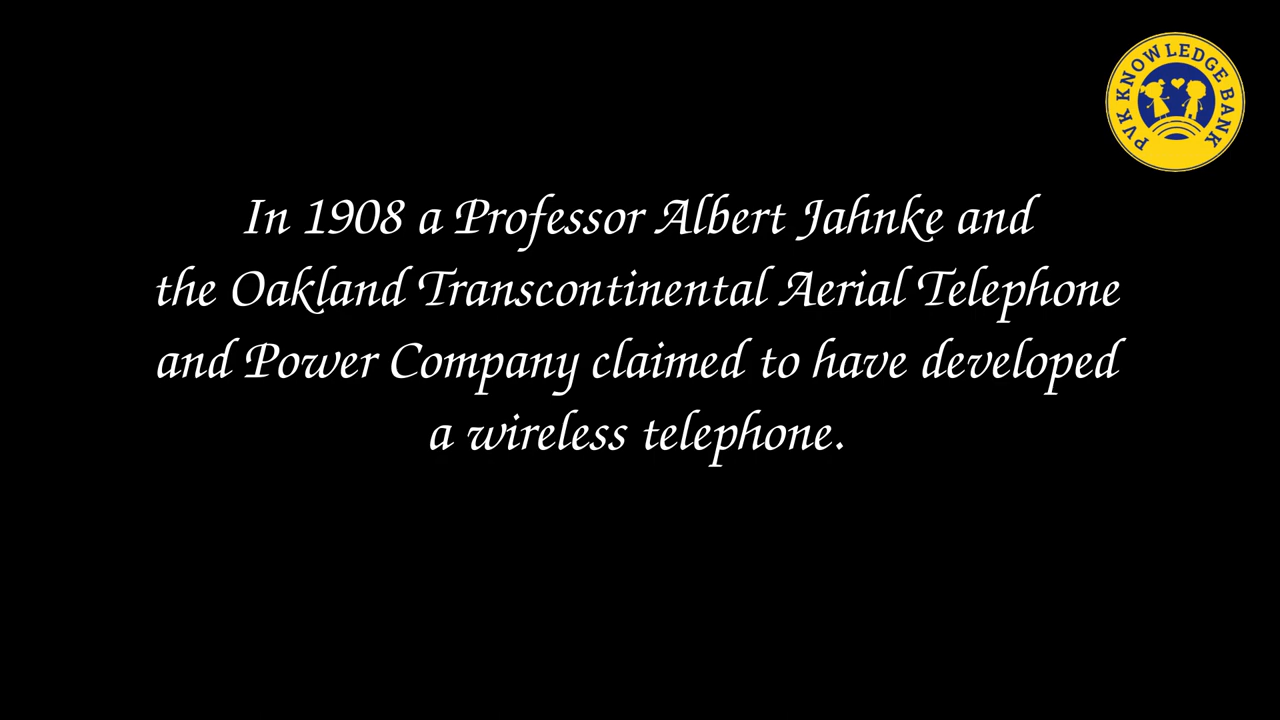 PVK KNOWLEDGE BANK
In 1908 a Professor Albert Jahnke and
the Oakland Transcontinental Aerial Telephone
and Power Company claimed to have developed
a wireless telephone.